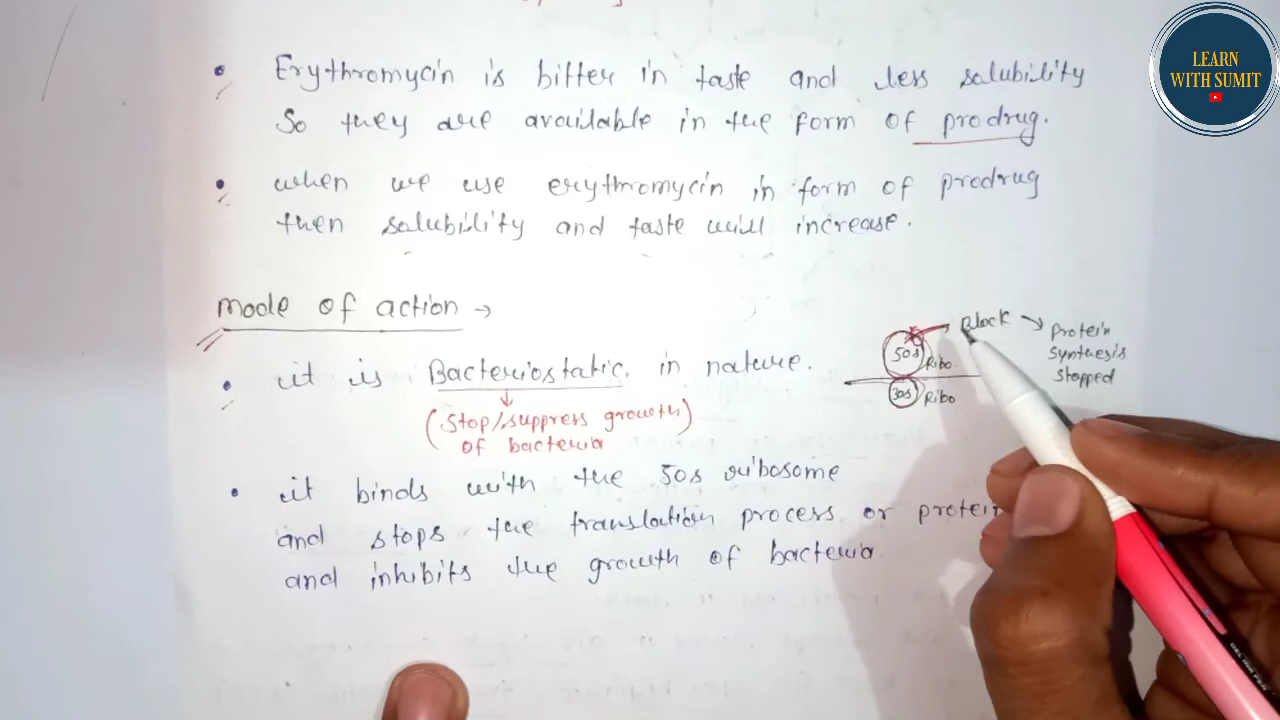 LEARN
WITH SUMIT
• Erythromycin is bitter in taste and less solubility
So they are available in the form of prodrug.
• when we use erythromycin in form of prodrug
then solubility and taste will increase.
Mode of action →
• it is Bacteriostatic in nature.
(Stop/suppress growth
of bacteria)
50s Ribo
30s Ribo
Block → Protein
Synthesis
Stopped
• it binds with the 50s ribosome
and stops the translation process or protein
and inhibits the growth of bacteria.